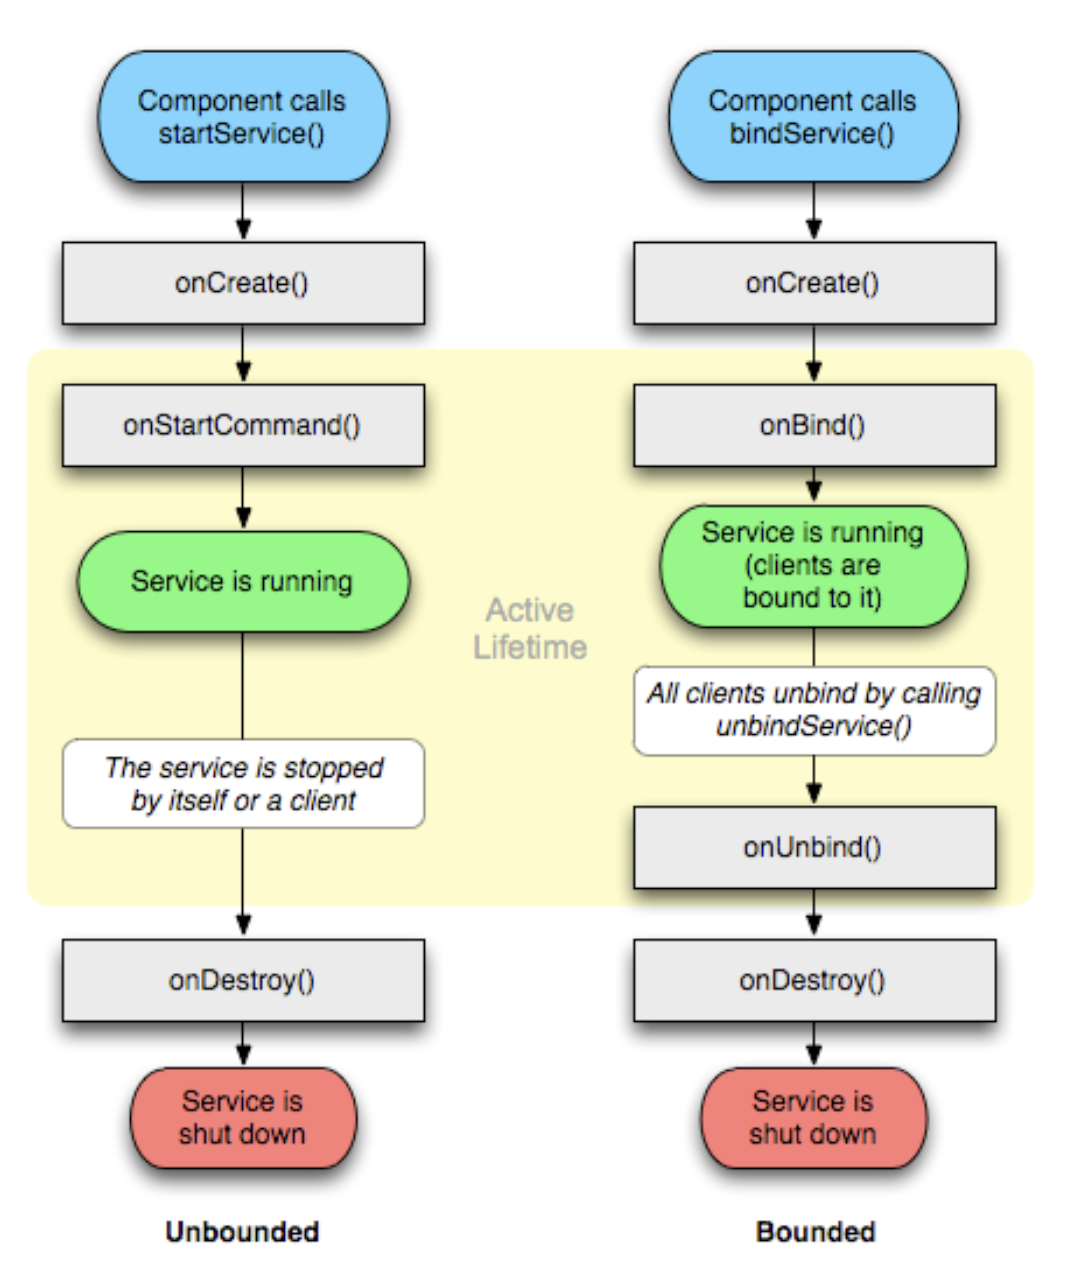 Component calls
startService()
onCreate()
onStartCommand()
Service is running
The service is stopped
by itself or a client
onDestroy()
Service is
shut down
Unbounded
Active
Lifetime
Component calls
bindService()
onCreate()
onBind()
Service is running
(clients are
bound to it)
All clients unbind by calling
unbindService()
onUnbind()
onDestroy()
Service is
shut down
Bounded